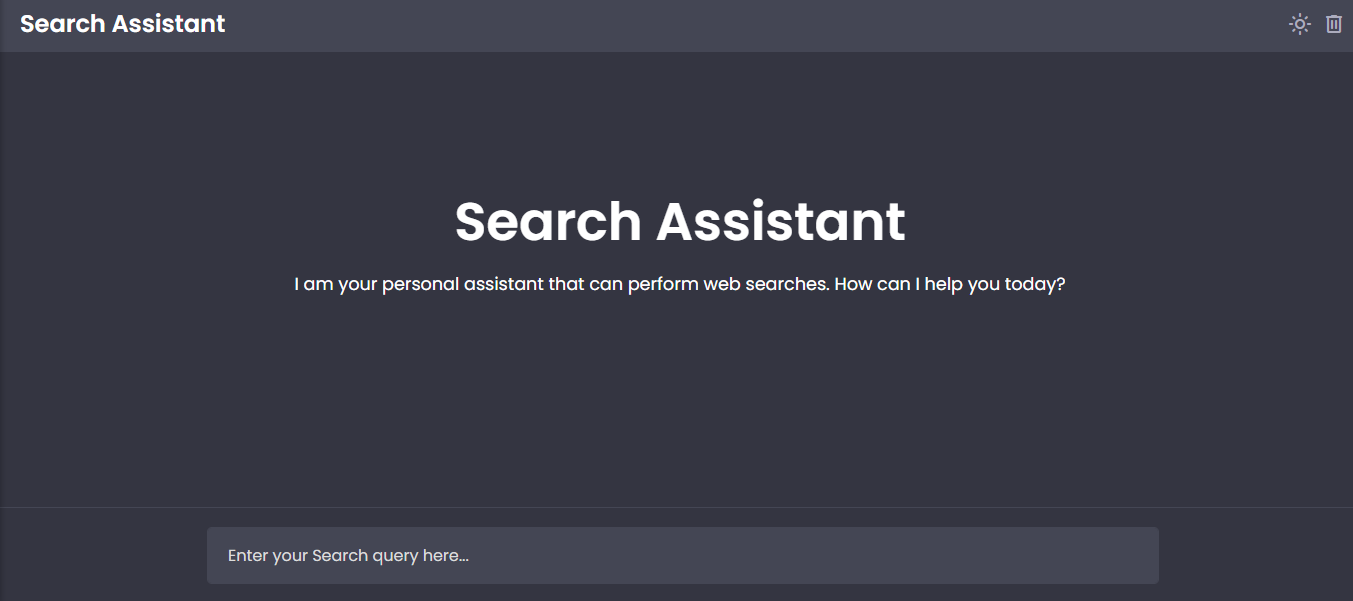 Search Assistant
Search Assistant
I am your personal assistant that can perform web searches. How can I help you today?
Enter your Search query here...